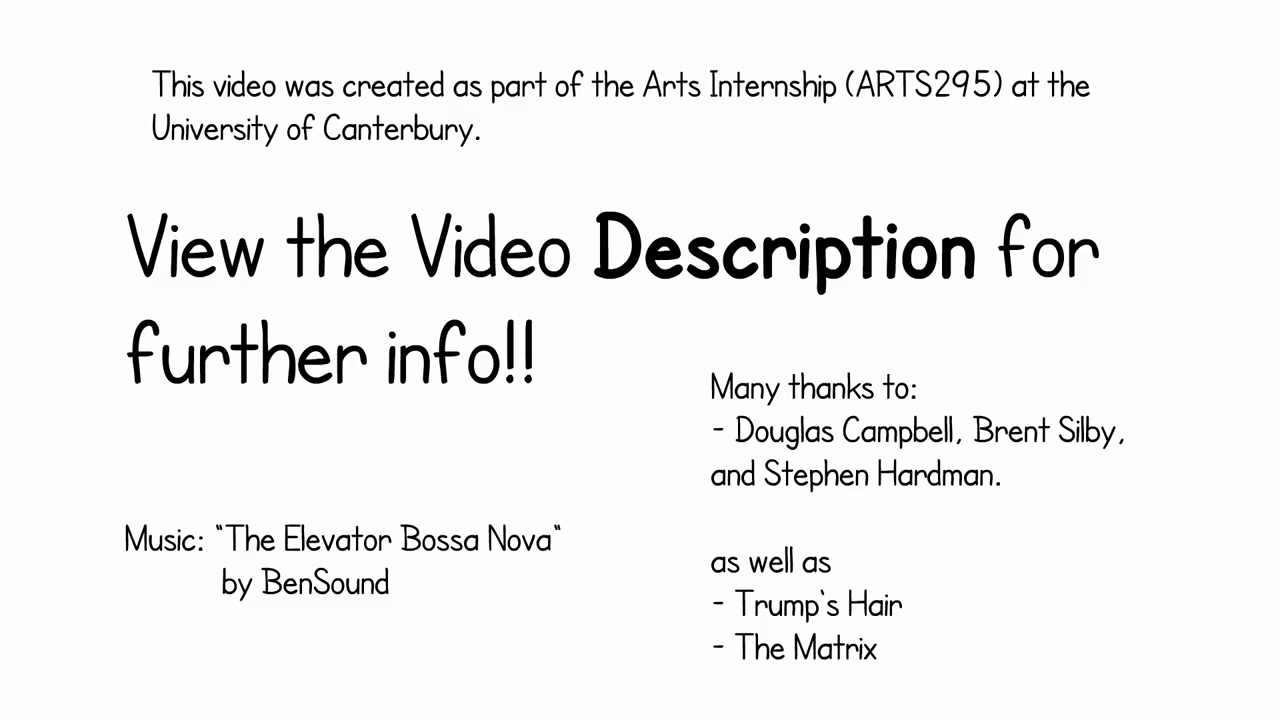 This video was created as part of the Arts Internship (ARTS295) at the
University of Canterbury.
View the Video Description for
further info!!
Many thanks to:
- Douglas Campbell, Brent Silby,
and Stephen Hardman.
Music: "The Elevator Bossa Nova"
by BenSound
as well as
- Trump's Hair
- The Matrix